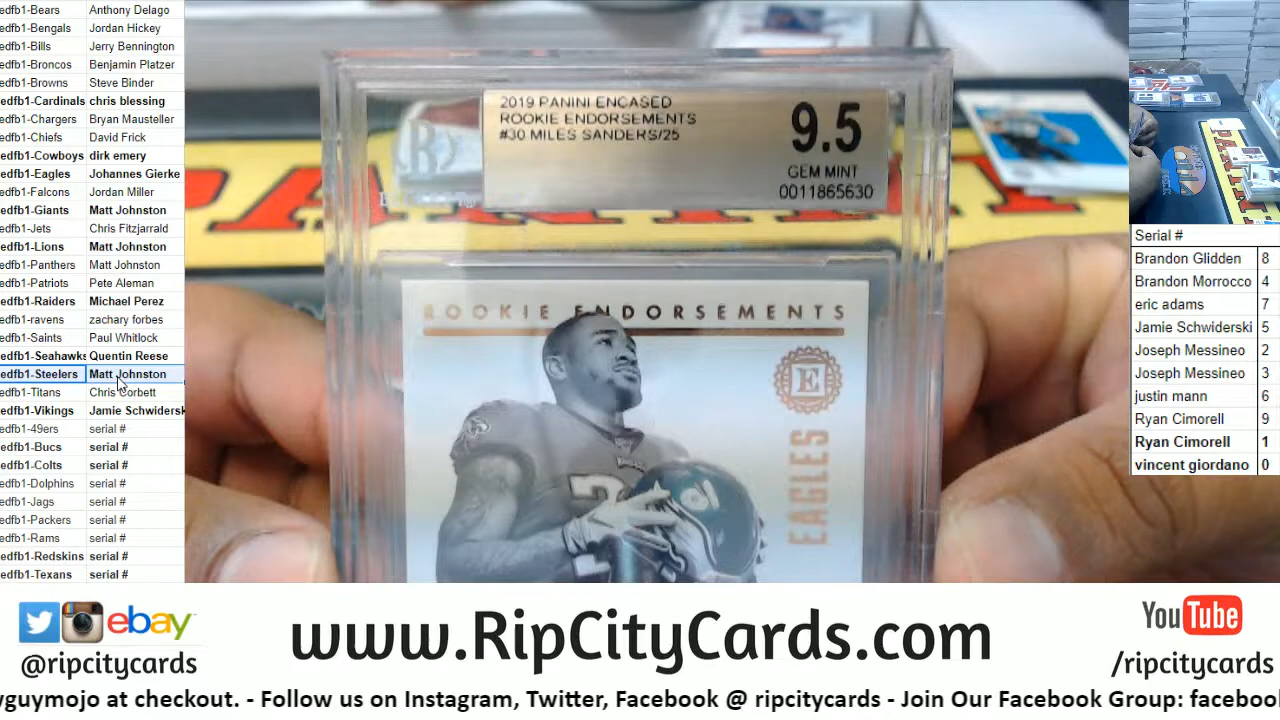 edfb1-Bears Anthony Delago
edfb1-Bengals Jordan Hickey
edfb1-Bills Jerry Bennington
edfb1-Broncos Benjamin Platzer
edfb1-Browns Steve Binder
edfb1-Cardinals chris blessing
edfb1-Chargers Bryan Mausteller
edfb1-Chiefs David Frick
edfb1-Cowboys dirk emery
edfb1-Eagles Johannes Gierke
edfb1-Falcons Jordan Miller
edfb1-Giants Matt Johnston
edfb1-Jets Chris Fitzjarrald
edfb1-Lions Matt Johnston
edfb1-Panthers Matt Johnston
edfb1-Patriots Pete Aleman
edfb1-Raiders Michael Perez
edfb1-ravens zachary forbes
edfb1-Saints Paul Whitlock
edfb1-Seahawks Quentin Reese
edfb1-Steelers Matt Johnston
edfb1-Titans Chris Corbett
edfb1-Vikings Jamie Schwidersk
edfb1-49ers serial #
edfb1-Bucs serial #
edfb1-Colts serial #
edfb1-Dolphins serial #
edfb1-Jags serial #
edfb1-Packers serial #
edfb1-Rams serial #
edfb1-Redskins serial #
edfb1-Texans serial #
2019 PANINI ENCASED
ROOKIE ENDORSEMENTS
#30 MILES SANDERS/25
9.5
GEM MINT
0011865630
PANINI
ROOKIE ENDORSEMENTS
E
EAGLES
Serial #
Brandon Glidden 8
Brandon Morrocco 4
eric adams 7
Jamie Schwiderski 5
Joseph Messineo 2
Joseph Messineo 3
justin mann 6
Ryan Cimorell 9
Ryan Cimorell 1
vincent giordano 0
ebay
@ripcitycards
www.RipCityCards.com
YouTube
/ripcitycards
yguymojo at checkout. - Follow us on Instagram, Twitter, Facebook @ ripcitycards - Join Our Facebook Group: faceboo